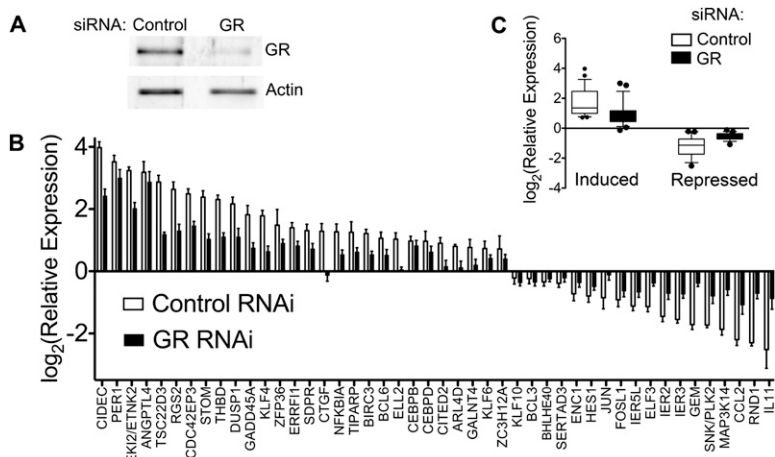 A
siRNA: Control GR
GR
Actin
C
siRNA:
Control
GR
log2(Relative Expression)
6
4
2
0
-2
-4
Induced Repressed
B
log2(Relative Expression)
4
2
0
-2
Control RNAi
GR RNAi
CIDEC
PER1
EKI2/ETNK2
ANGPTL4
TSC22D3
RGS2
CDC42EP3
STOM
THBD
DUSP1
GADD45A
KLF4
ZFP36
ERRFI1
SDPR
CTGF
NFKBIA
TIPARP
BIRC3
BCL6
ELL2
CEBPB
CEBPD
CITED2
ARL4D
GALNT4
KLF6
ZC3H12A
KLF10
BCL3
BHLHE40
SERTAD3
ENC1
HES1
JUN
FOSL1
IER5L
ELF3
IER2
IER3
GEM
SNK/PLK2
MAP3K14
CCL2
RND1
IL11